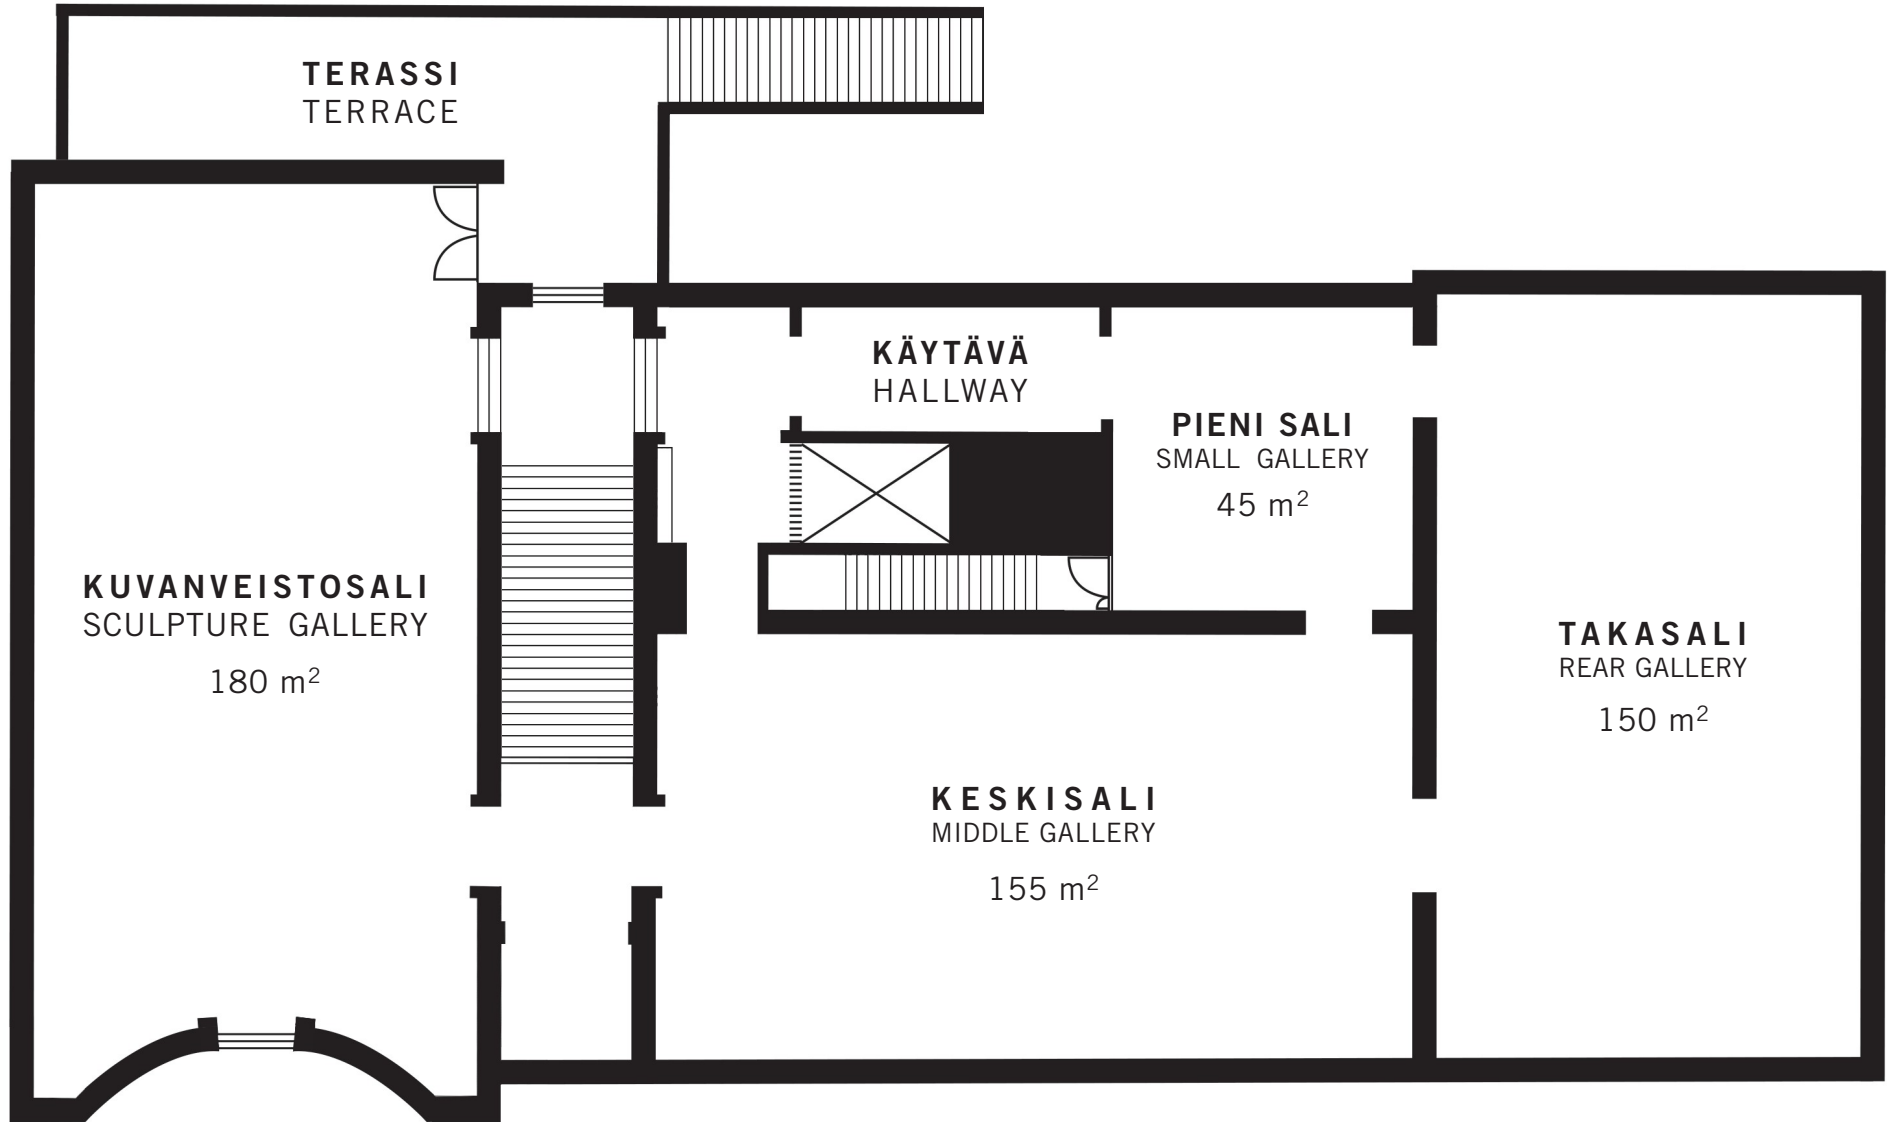 TERASSI
TERRACE
KÄYTÄVÄ
HALLWAY
PIENI SALI
SMALL GALLERY
45 m²
KUVANVEISTOSALI
SCULPTURE GALLERY
180 m²
TAKASALI
REAR GALLERY
150 m²
KESKISALI
MIDDLE GALLERY
155 m²